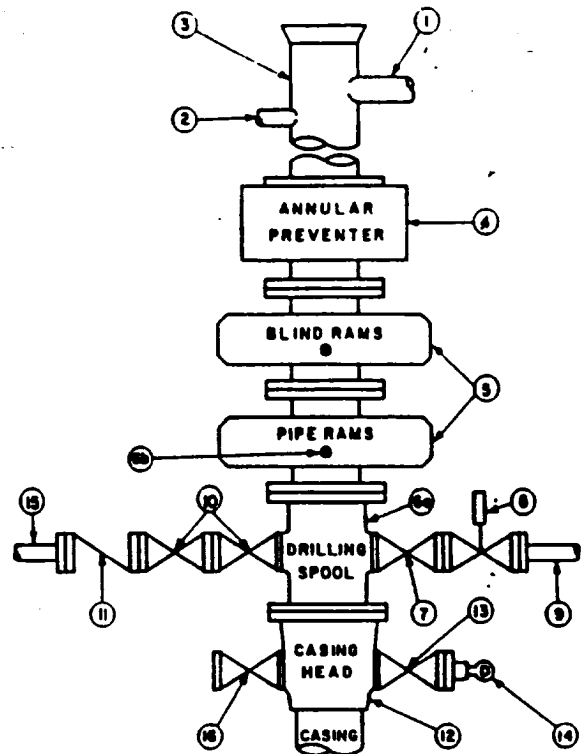 3
1
2
ANNULAR
PREVENTER
4
BLIND RAMS
5
PIPE RAMS
6b
15
10
6a
8
DRILLING
SPOOL
11
7
9
13
CASING
HEAD
16
12
14
CASING